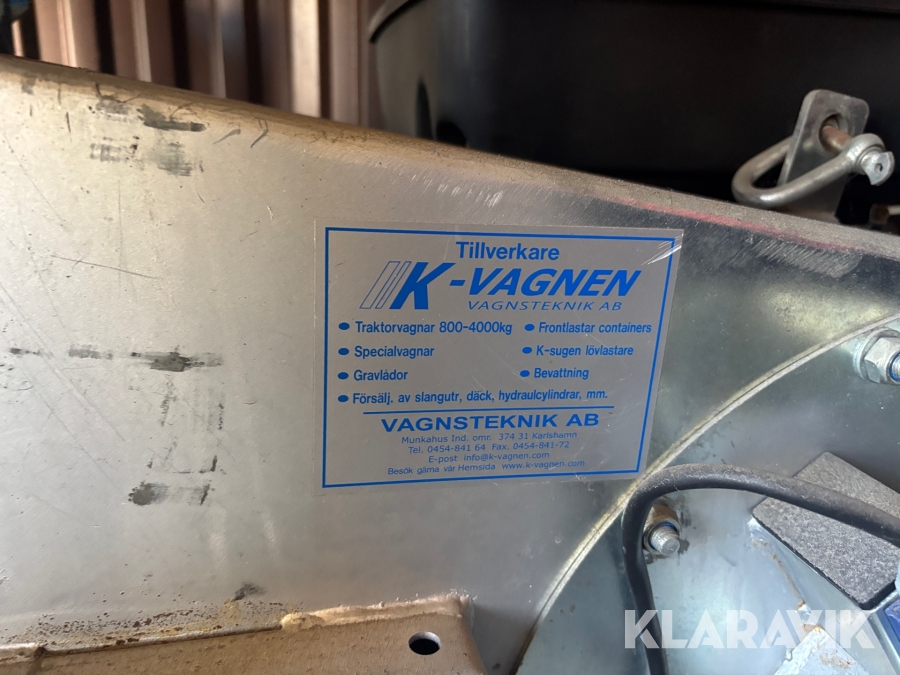 Tillverkare
K-VAGNEN
VAGNSTEKNIK AB
• Traktorvagnar 800-4000kg • Frontlastar containers
• Specialvagnar • K-sugen lövlastare
• Gravlådor • Bevattning
• Försälj. av slangutr, däck, hydraulcylindrar, mm.
VAGNSTEKNIK AB
Munkahus Ind. omr. 374 31 Karlshamn
Tel. 0454-841 64 Fax. 0454-841-72
E-post info@k-vagnen.com
Besök gärna vår Hemsida www.k-vagnen.com
KLARAVIK